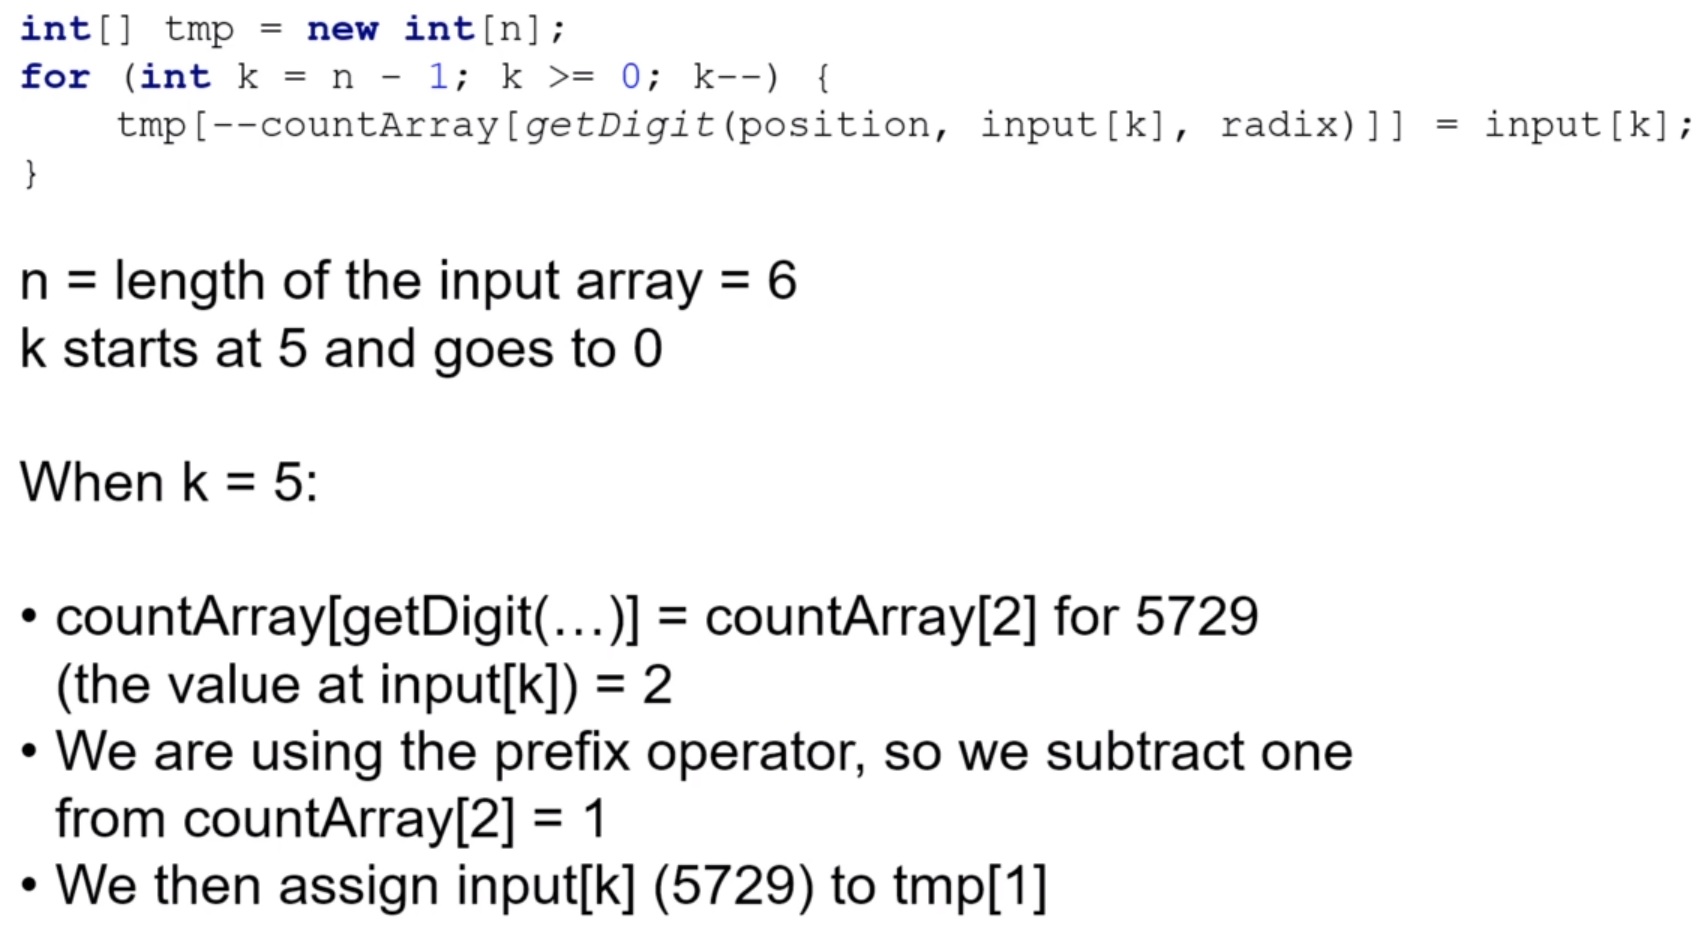 int[] tmp = new int[n];
for (int k = n - 1; k >= 0; k--) {
    tmp[--countArray[getDigit(position, input[k], radix)]] = input[k];
}
n = length of the input array = 6
k starts at 5 and goes to 0
When k = 5:
• countArray[getDigit(...)] = countArray[2] for 5729
(the value at input[k]) = 2
• We are using the prefix operator, so we subtract one
from countArray[2] = 1
• We then assign input[k] (5729) to tmp[1]